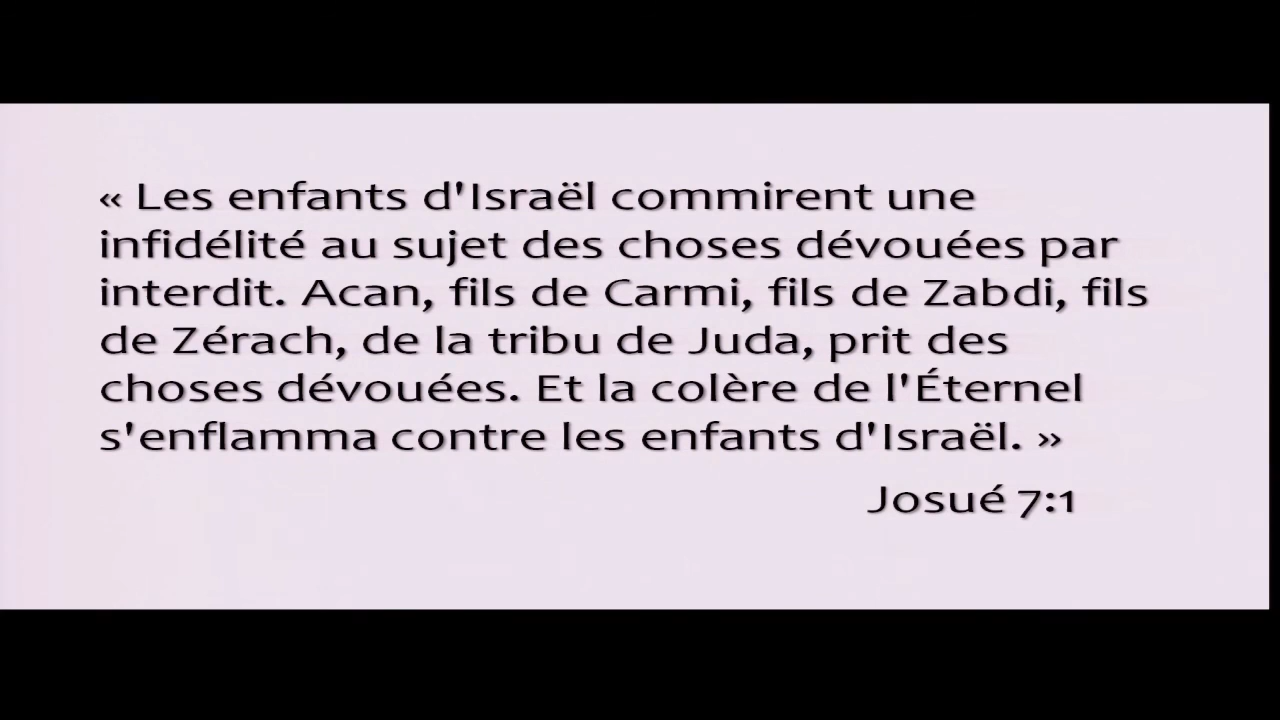 « Les enfants d'Israël commirent une
infidélité au sujet des choses dévouées par
interdit. Acan, fils de Carmi, fils de Zabdi, fils
de Zérach, de la tribu de Juda, prit des
choses dévouées. Et la colère de l'Éternel
s'enflamma contre les enfants d'Israël. »
Josué 7:1